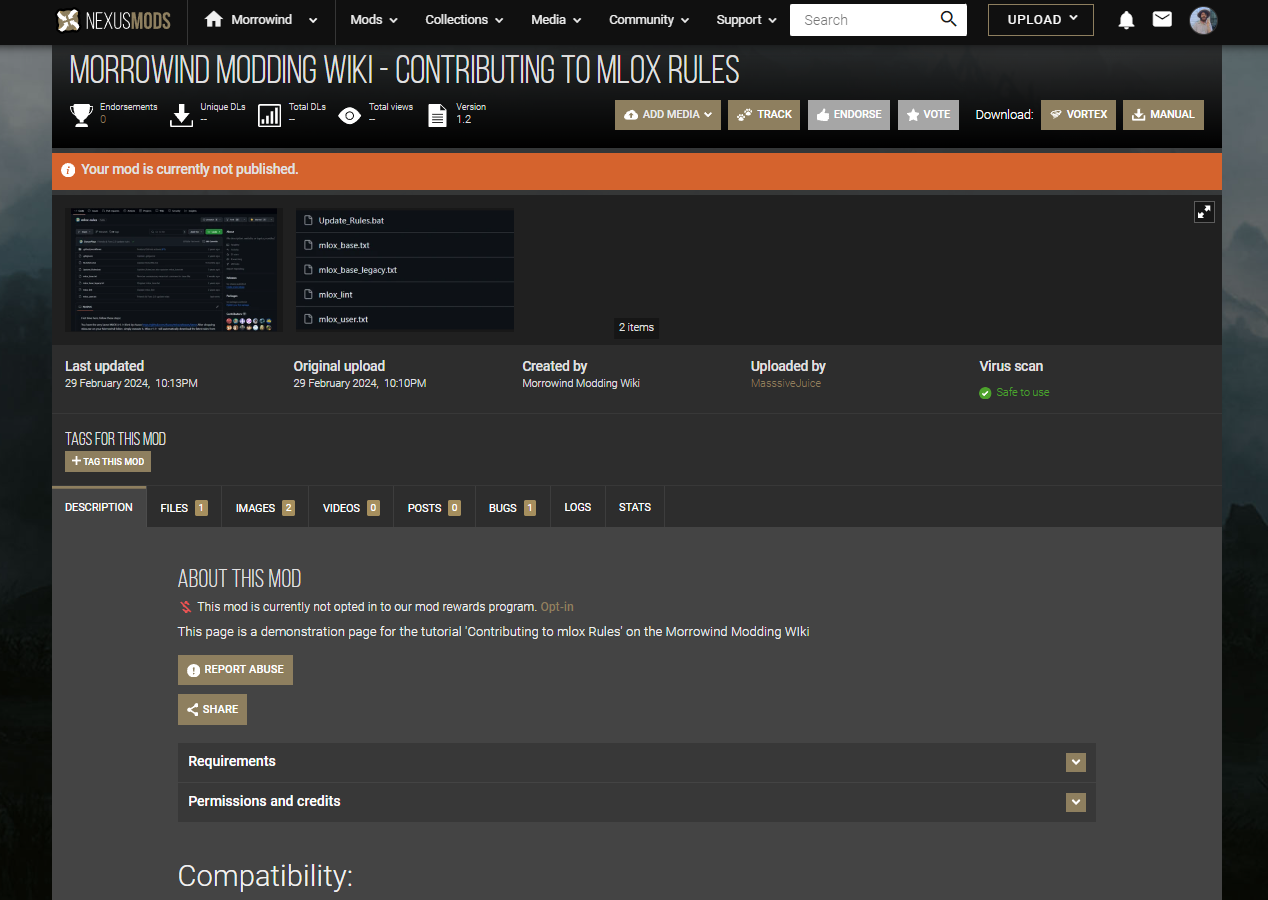 NEXUSMODS
Morrowind
Mods
Collections
Media
Community
Support
Search
UPLOAD
MORROWIND MODDING WIKI - CONTRIBUTING TO MLOX RULES
Endorsements
0
Unique DLs
--
Total DLs
--
Total views
--
Version
1.2
ADD MEDIA
TRACK
ENDORSE
VOTE
Download:
VORTEX
MANUAL
Your mod is currently not published.
Update_Rules.bat
mlox_base.txt
mlox_base_legacy.txt
mlox_lint
mlox_user.txt
2 items
Last updated
29 February 2024, 10:13PM
Original upload
29 February 2024, 10:10PM
Created by
Morrowind Modding Wiki
Uploaded by
MasssiveJuice
Virus scan
Safe to use
TAGS FOR THIS MOD
TAG THIS MOD
DESCRIPTION
FILES 1
IMAGES 2
VIDEOS 0
POSTS 0
BUGS 1
LOGS
STATS
ABOUT THIS MOD
This mod is currently not opted in to our mod rewards program. Opt-in
This page is a demonstration page for the tutorial 'Contributing to mlox Rules' on the Morrowind Modding WIki
REPORT ABUSE
SHARE
Requirements
Permissions and credits
Compatibility: